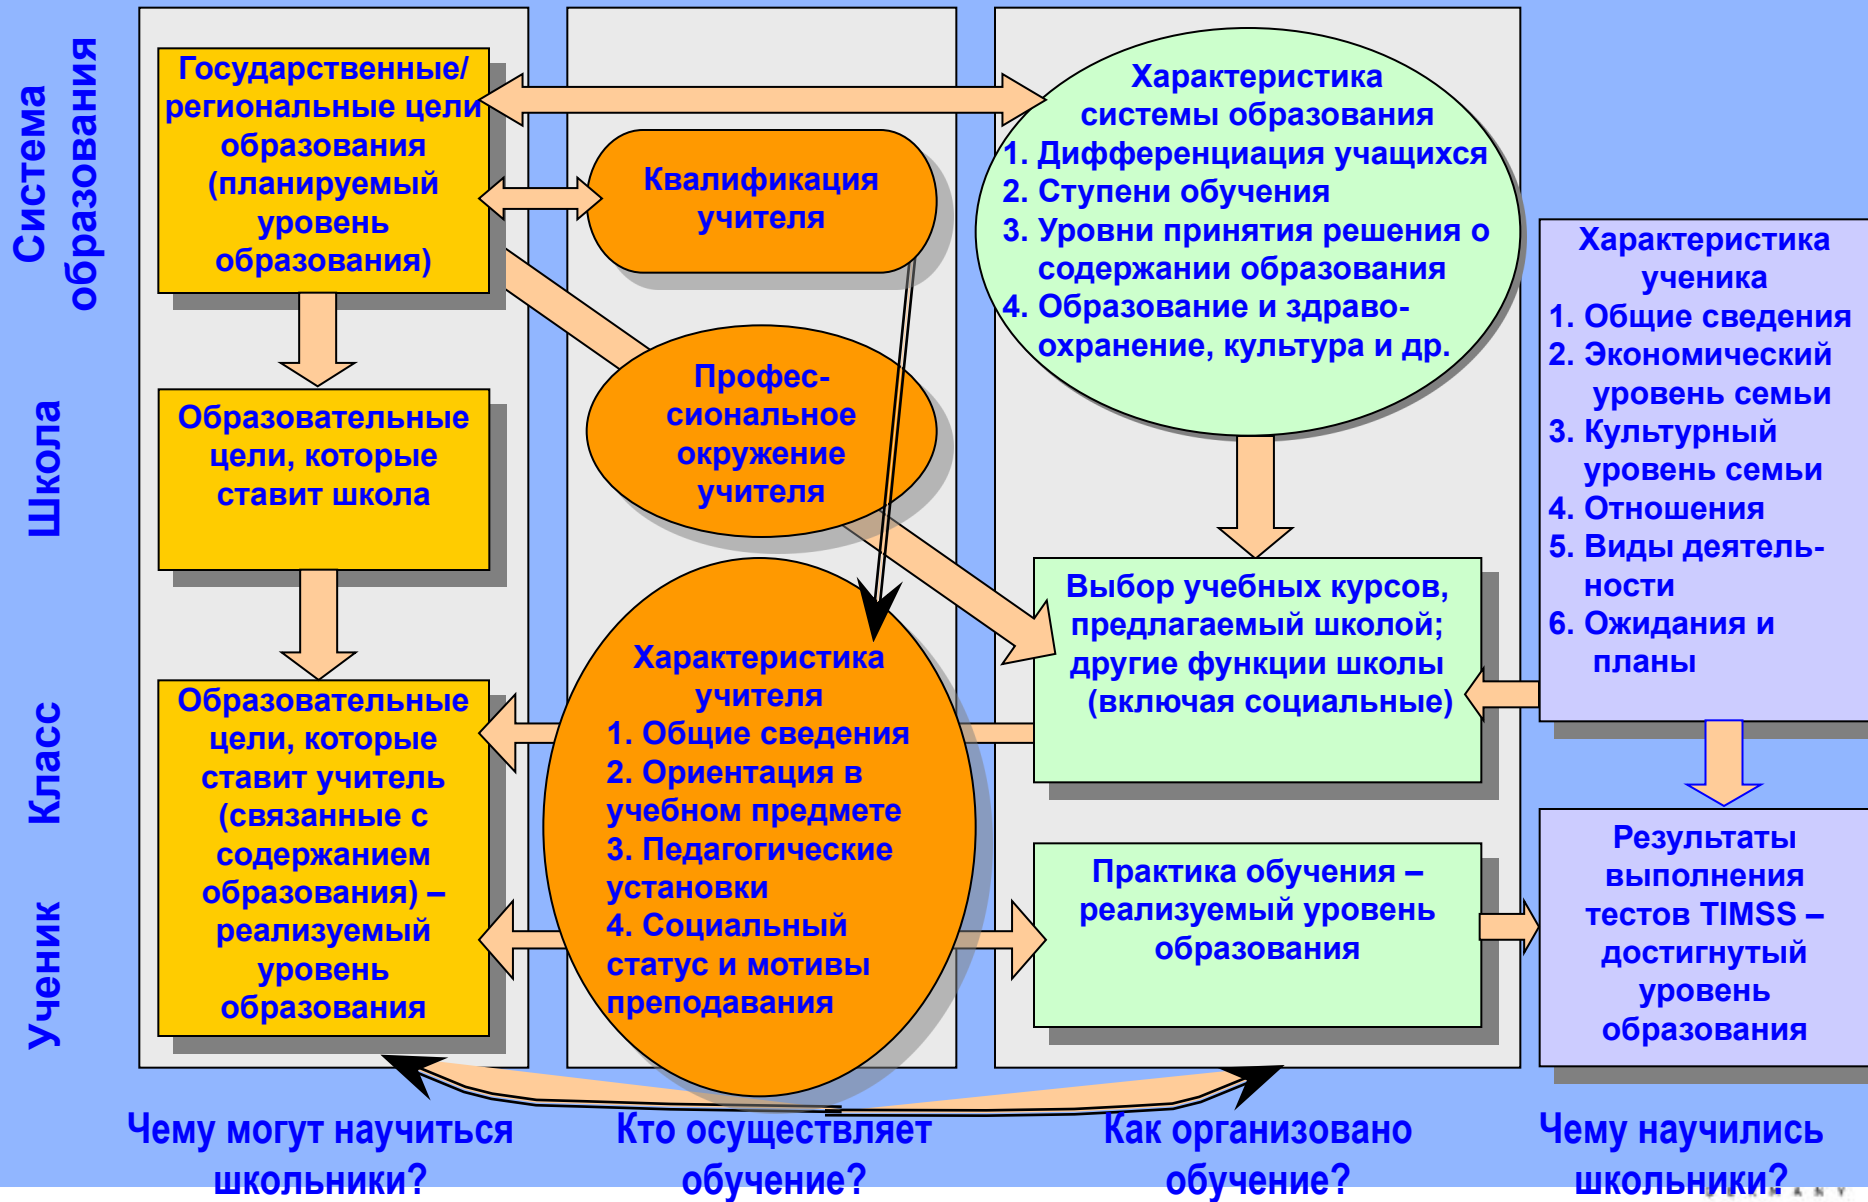 Система
образования
Школа
Класс
Ученик
Государственные/
региональные цели
образования
(планируемый
уровень
образования)
Образовательные
цели, которые
ставит школа
Образовательные
цели, которые
ставит учитель
(связанные с
содержанием
образования) –
реализуемый
уровень
образования
Квалификация
учителя
Профес-
сиональное
окружение
учителя
Характеристика
учителя
1. Общие сведения
2. Ориентация в
учебном предмете
3. Педагогические
установки
4. Социальный
статус и мотивы
преподавания
Характеристика
системы образования
1. Дифференциация учащихся
2. Ступени обучения
3. Уровни принятия решения о
содержании образования
4. Образование и здраво-
охранение, культура и др.
Выбор учебных курсов,
предлагаемый школой;
другие функции школы
(включая социальные)
Практика обучения –
реализуемый уровень
образования
Характеристика
ученика
1. Общие сведения
2. Экономический
уровень семьи
3. Культурный
уровень семьи
4. Отношения
5. Виды деятель-
ности
6. Ожидания и
планы
Результаты
выполнения
тестов TIMSS –
достигнутый
уровень
образования
Чему могут научиться
школьники?
Кто осуществляет
обучение?
Как организовано
обучение?
Чему научились
школьники?